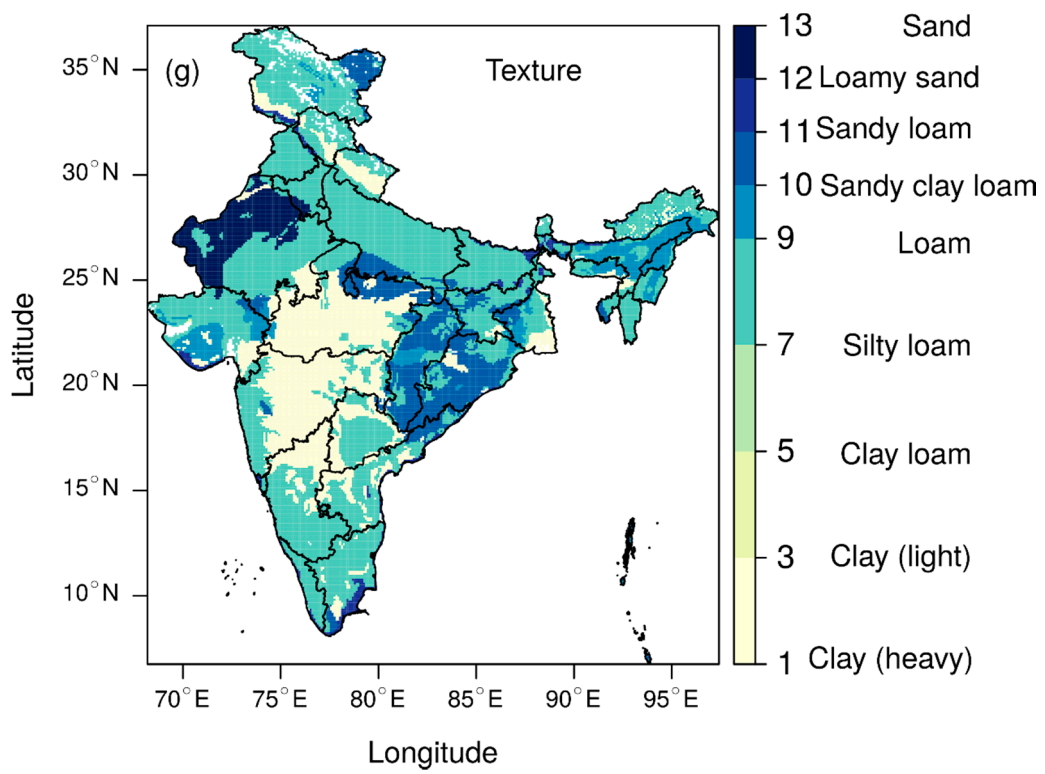 (g)
Texture
35°N
30°N
25°N
20°N
15°N
10°N
Latitude
70°E
75°E
80°E
85°E
90°E
95°E
Longitude
13 Sand
12 Loamy sand
11 Sandy loam
10 Sandy clay loam
9 Loam
7 Silty loam
5 Clay loam
3 Clay (light)
1 Clay (heavy)